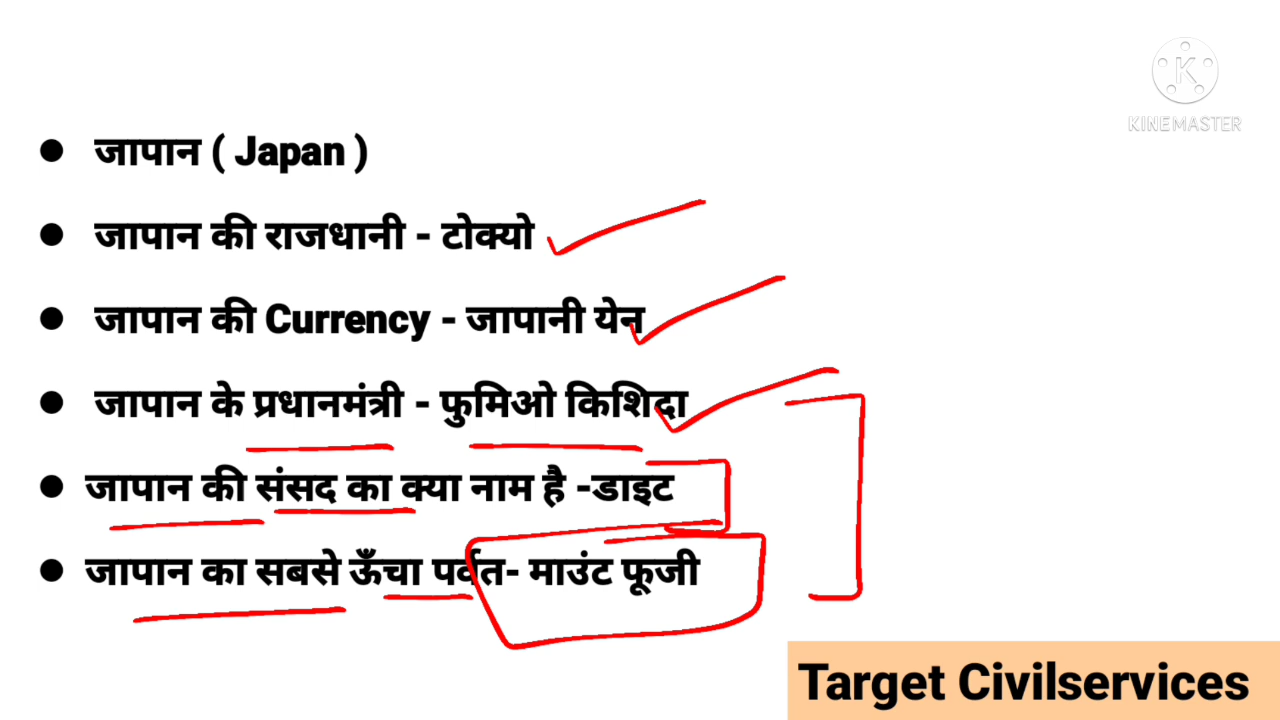 K
KINEMASTER
जापान ( Japan )
जापान की राजधानी - टोक्यो
जापान की Currency - जापानी येन
जापान के प्रधानमंत्री - फुमिओ किशिदा
जापान की संसद का क्या नाम है -डाइट
जापान का सबसे ऊँचा पर्वत- माउंट फूजी
Target Civilservices